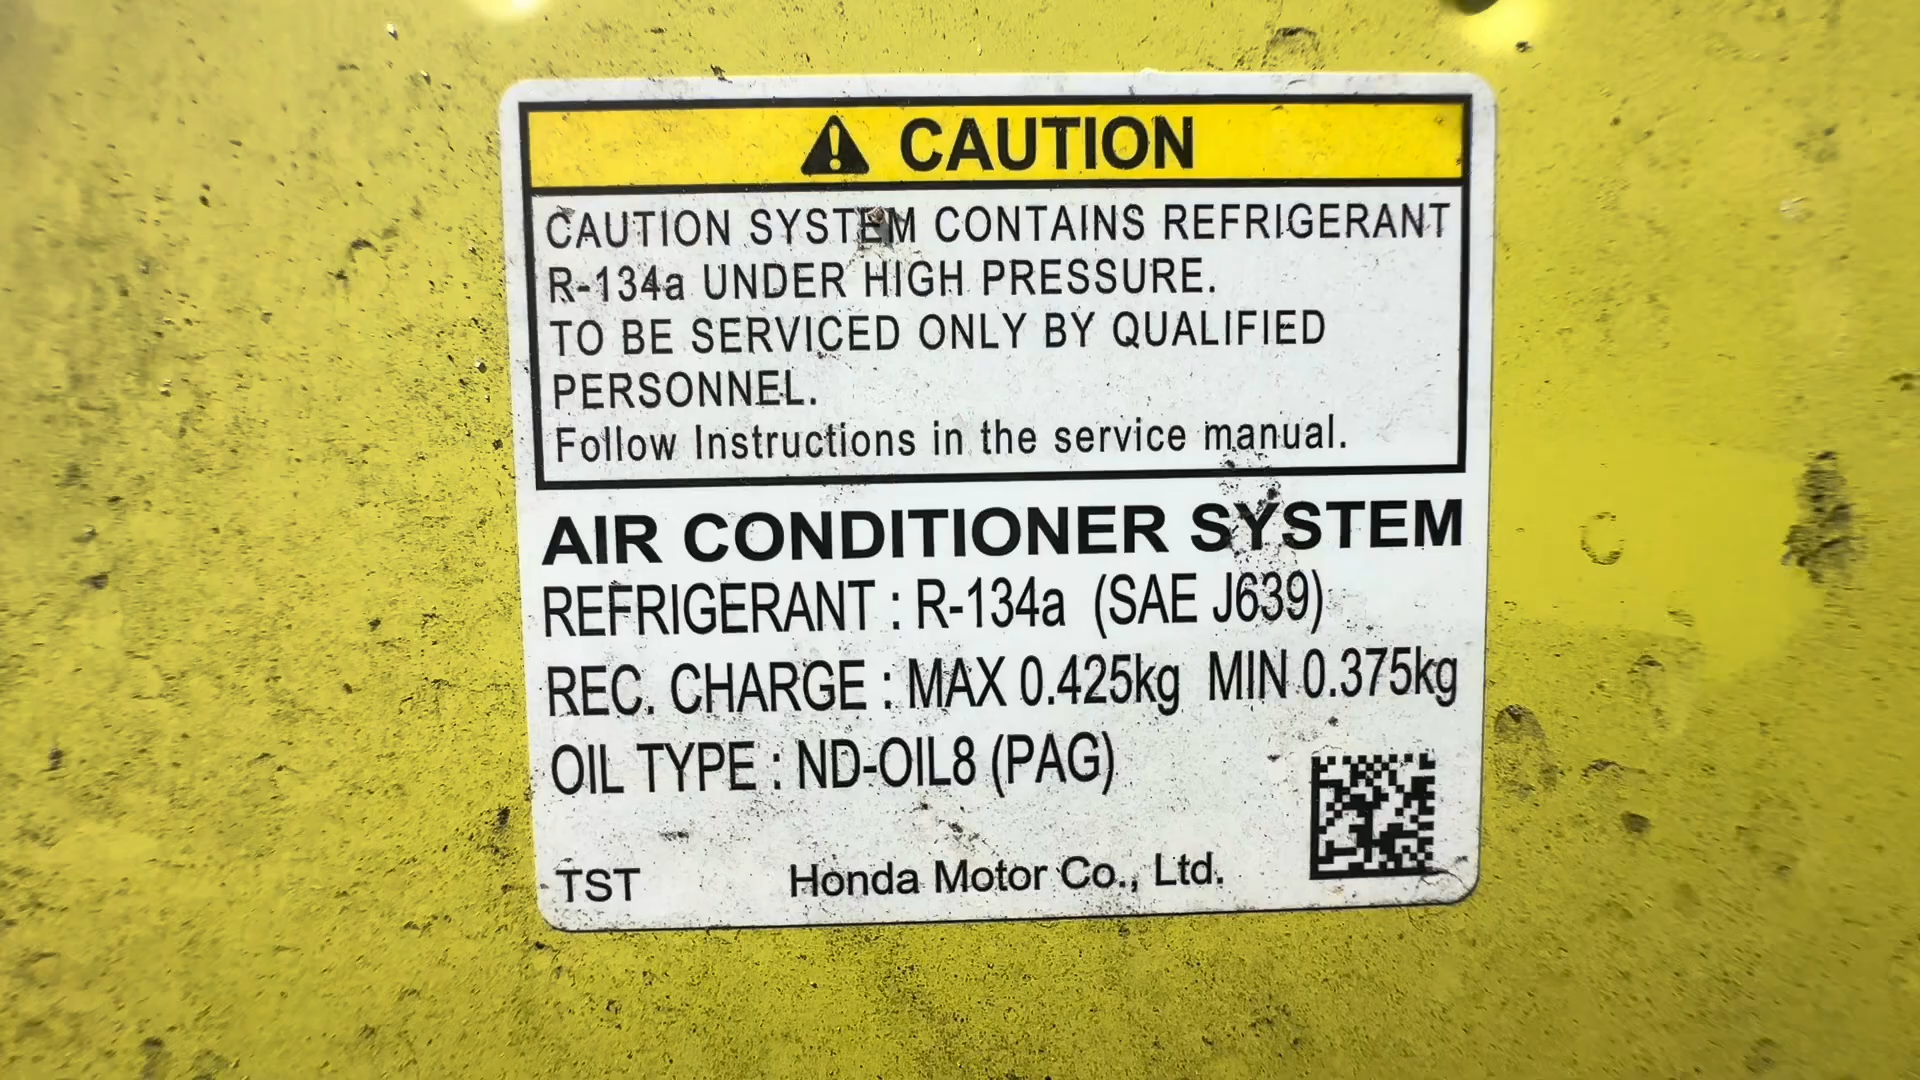 CAUTION
CAUTION SYSTEM CONTAINS REFRIGERANT
R-134a UNDER HIGH PRESSURE.
TO BE SERVICED ONLY BY QUALIFIED
PERSONNEL.
Follow Instructions in the service manual.
AIR CONDITIONER SYSTEM
REFRIGERANT : R-134a (SAE J639)
REC. CHARGE : MAX 0.425kg MIN 0.375kg
OIL TYPE : ND-OIL8 (PAG)
TST Honda Motor Co., Ltd.